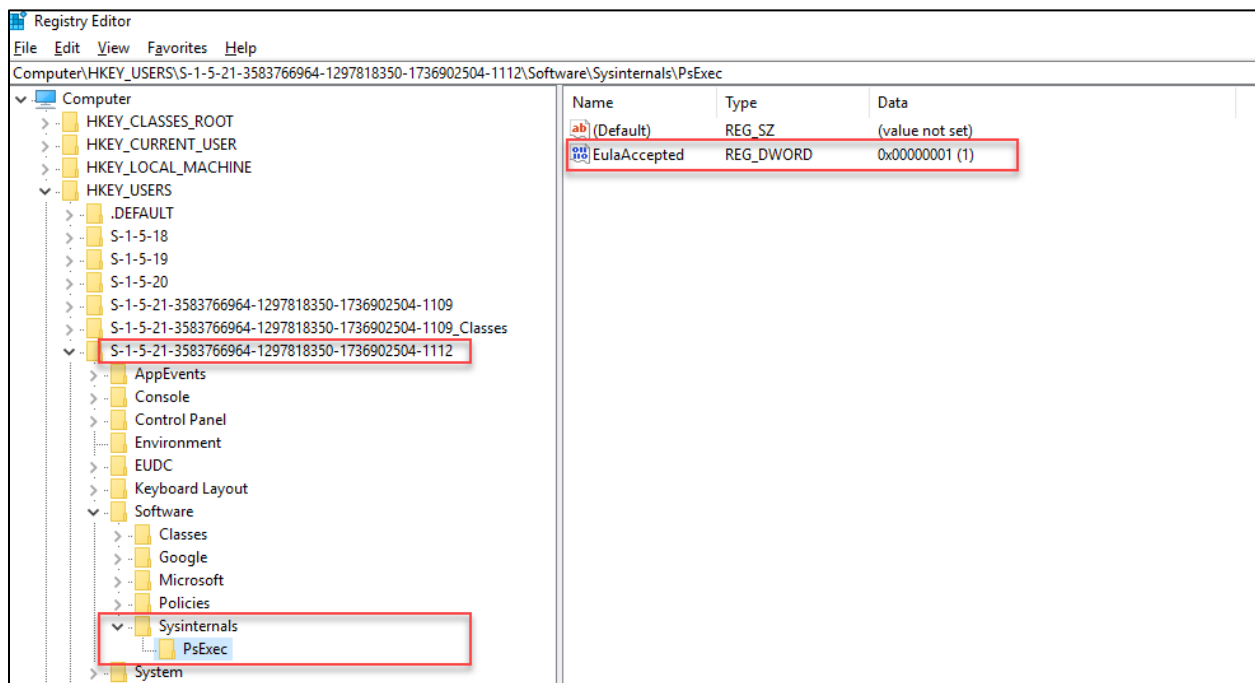 Registry Editor
File Edit View Favorites Help
Computer\HKEY_USERS\S-1-5-21-3583766964-1297818350-1736902504-1112\Software\Sysinternals\PsExec
Computer
HKEY_CLASSES_ROOT
HKEY_CURRENT_USER
HKEY_LOCAL_MACHINE
HKEY_USERS
.DEFAULT
S-1-5-18
S-1-5-19
S-1-5-20
S-1-5-21-3583766964-1297818350-1736902504-1109
S-1-5-21-3583766964-1297818350-1736902504-1109_Classes
S-1-5-21-3583766964-1297818350-1736902504-1112
AppEvents
Console
Control Panel
Environment
EUDC
Keyboard Layout
Software
Classes
Google
Microsoft
Policies
Sysinternals
PsExec
System
Name Type Data
(Default) REG_SZ (value not set)
EulaAccepted REG_DWORD 0x00000001 (1)